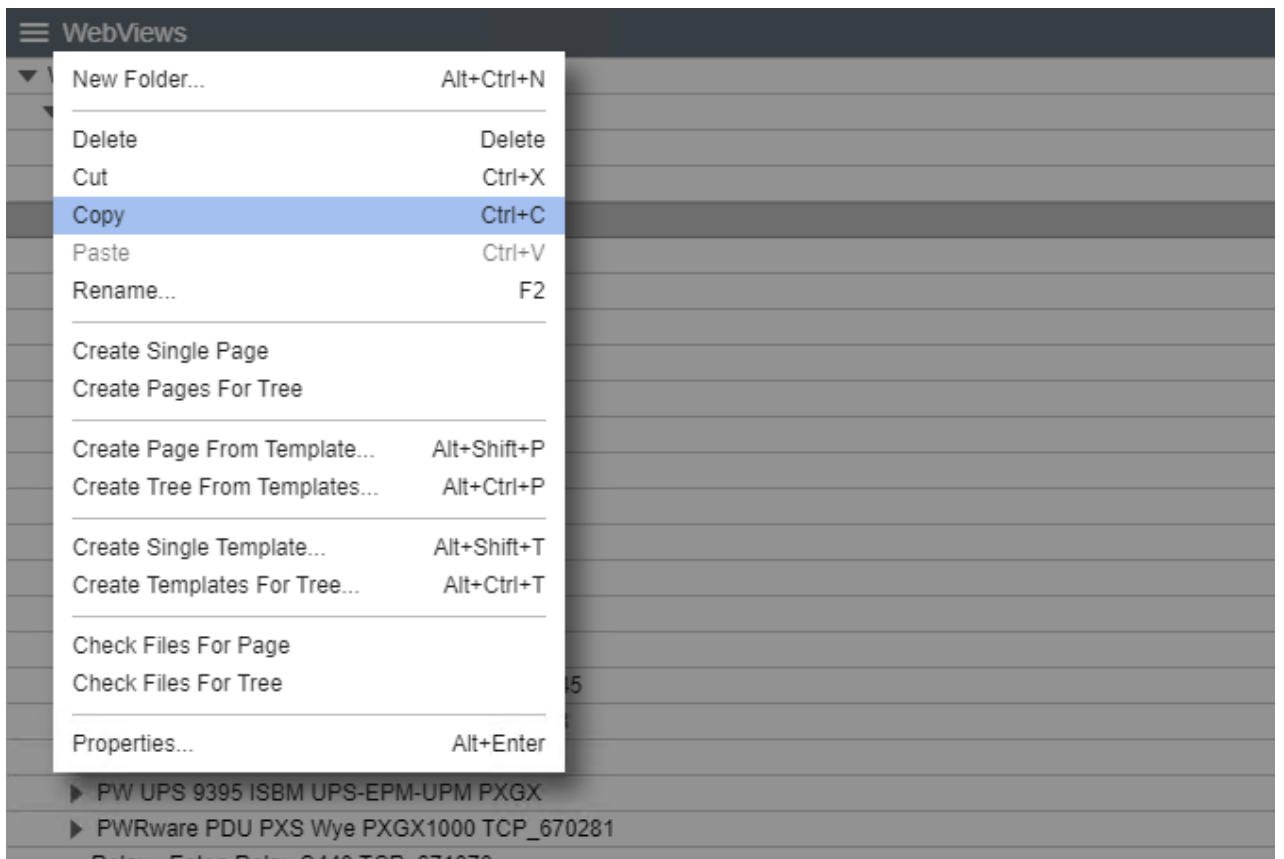 WebViews
New Folder... Alt+Ctrl+N
Delete Delete
Cut Ctrl+X
Copy Ctrl+C
Paste Ctrl+V
Rename... F2
Create Single Page
Create Pages For Tree
Create Page From Template... Alt+Shift+P
Create Tree From Templates... Alt+Ctrl+P
Create Single Template... Alt+Shift+T
Create Templates For Tree... Alt+Ctrl+T
Check Files For Page
Check Files For Tree
Properties... Alt+Enter
PW UPS 9395 ISBM UPS-EPM-UPM PXGX
PWRware PDU PXS Wye PXGX1000 TCP_670281